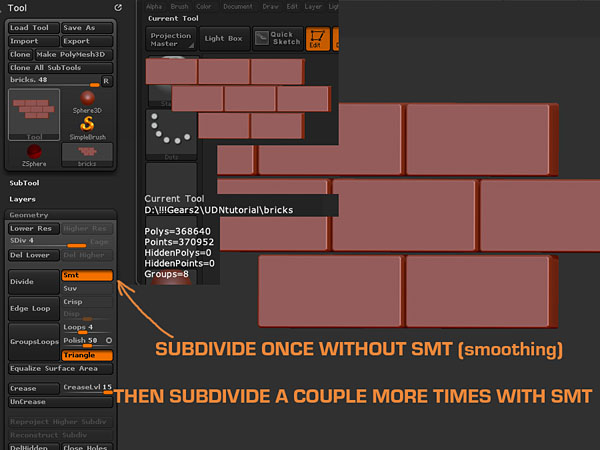 Tool
Load Tool Save As
Import Export
Clone Make PolyMesh3D
Clone All SubTools
bricks. 48 R
Tool
Sphere3D
SimpleBrush
ZSphere
bricks
SubTool
Layers
Geometry
Lower Res Higher Res
SDiv 4 Cage
Del Lower Del Higher
Divide
Smt
Suv
Edge Loop
Crisp
Disp
GroupsLoops
Loops 4
Polish 50
Triangle
Equalize Surface Area
Crease CreaseLvl 15
UnCrease
Reproject Higher Subdiv
Reconstruct Subdiv
DelHidden Close Holes
Alpha Brush Color Document Draw Edit Layer
Current Tool
Projection Master
Light Box
Quick Sketch
Edit
Dots
Current Tool
D:\!!!Gears2\UDNtutorial\bricks
Polys=368640
Points=370952
HiddenPolys=0
HiddenPoints=0
Groups=8
SUBDIVIDE ONCE WITHOUT SMT (smoothing)
THEN SUBDIVIDE A COUPLE MORE TIMES WITH SMT